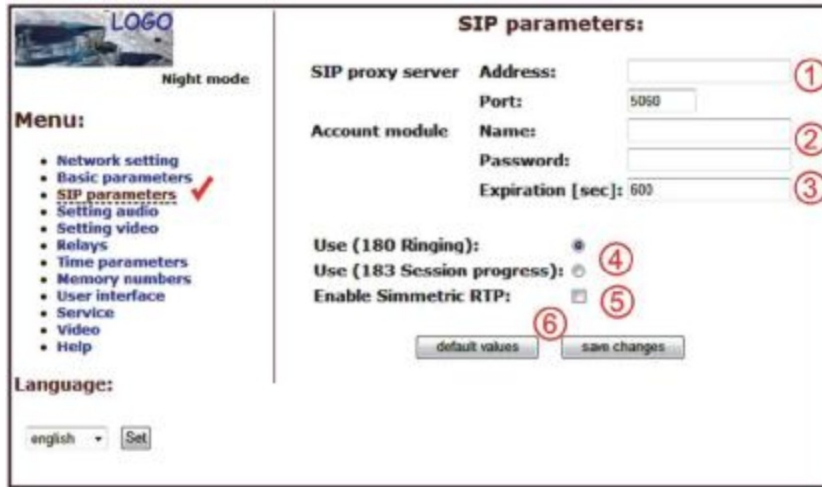 LOGO
Night mode
Menu:
• Network setting
• Basic parameters
• SIP parameters
• Setting audio
• Setting video
• Relays
• Time parameters
• Memory numbers
• User interface
• Service
• Video
• Help
Language:
english Set
SIP parameters:
SIP proxy server Address: 1
Port: 5060
Account module Name: 2
Password:
Expiration [sec]: 600 3
Use (180 Ringing): 4
Use (183 Session progress):
Enable Simmetric RTP: 5
6
default values save changes